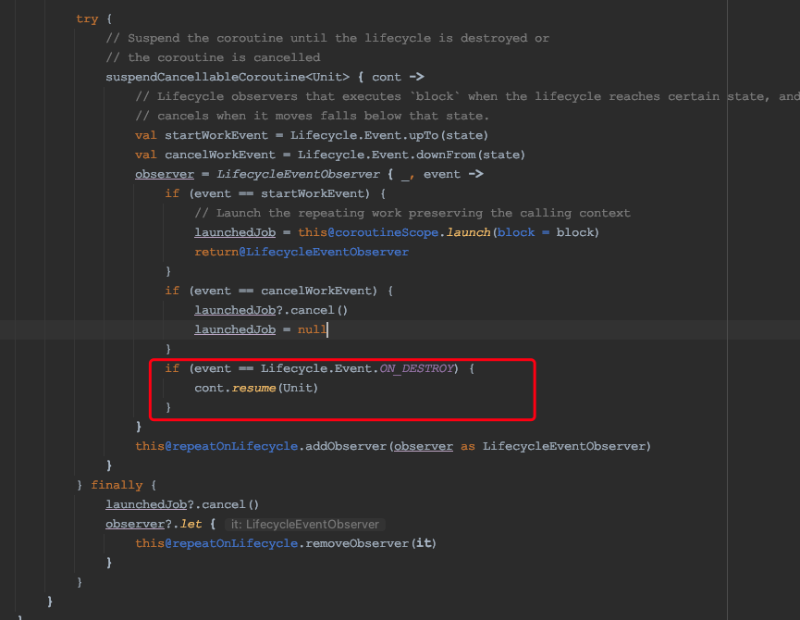 try {
// Suspend the coroutine until the lifecycle is destroyed or
// the coroutine is cancelled
suspendCancellableCoroutine<Unit> { cont ->
// Lifecycle observers that executes `block` when the lifecycle reaches certain state, and
// cancels when it moves falls below that state.
val startWorkEvent = Lifecycle.Event.upTo(state)
val cancelWorkEvent = Lifecycle.Event.downFrom(state)
observer = LifecycleEventObserver { _, event ->
if (event == startWorkEvent) {
// Launch the repeating work preserving the calling context
launchedJob = this@coroutineScope.launch(block = block)
return@LifecycleEventObserver
}
if (event == cancelWorkEvent) {
launchedJob?.cancel()
launchedJob = null
}
if (event == Lifecycle.Event.ON_DESTROY) {
cont.resume(Unit)
}
}
this@repeatOnLifecycle.addObserver(observer as LifecycleEventObserver)
}
} finally {
launchedJob?.cancel()
observer?.let { it: LifecycleEventObserver
this@repeatOnLifecycle.removeObserver(it)
}
}
}